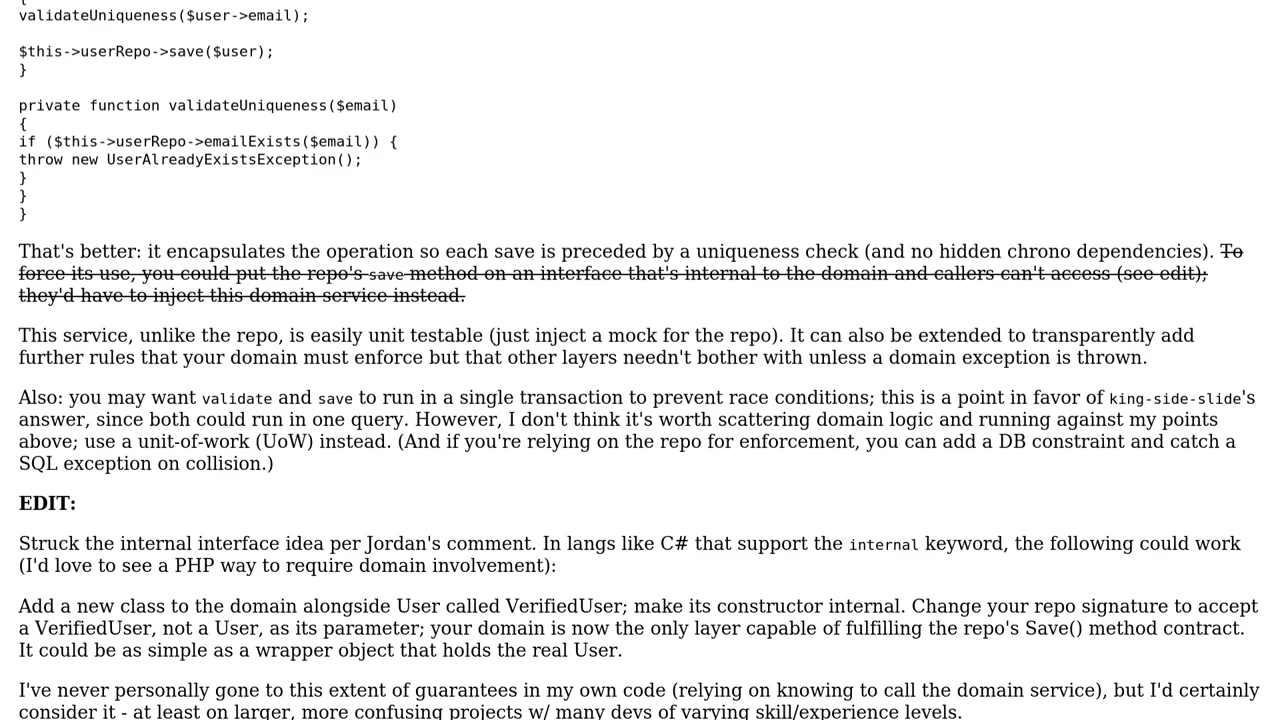 {
validateUniqueness($user->email);
$this->userRepo->save($user);
}
private function validateUniqueness($email)
{
if ($this->userRepo->emailExists($email)) {
throw new UserAlreadyExistsException();
}
}
}
That's better: it encapsulates the operation so each save is preceded by a uniqueness check (and no hidden chrono dependencies). To
force its use, you could put the repo's save method on an interface that's internal to the domain and callers can't access (see edit);
they'd have to inject this domain service instead.
This service, unlike the repo, is easily unit testable (just inject a mock for the repo). It can also be extended to transparently add
further rules that your domain must enforce but that other layers needn't bother with unless a domain exception is thrown.
Also: you may want validate and save to run in a single transaction to prevent race conditions; this is a point in favor of king-side-slide's
answer, since both could run in one query. However, I don't think it's worth scattering domain logic and running against my points
above; use a unit-of-work (UoW) instead. (And if you're relying on the repo for enforcement, you can add a DB constraint and catch a
SQL exception on collision.)
EDIT:
Struck the internal interface idea per Jordan's comment. In langs like C# that support the internal keyword, the following could work
(I'd love to see a PHP way to require domain involvement):
Add a new class to the domain alongside User called VerifiedUser; make its constructor internal. Change your repo signature to accept
a VerifiedUser, not a User, as its parameter; your domain is now the only layer capable of fulfilling the repo's Save() method contract.
It could be as simple as a wrapper object that holds the real User.
I've never personally gone to this extent of guarantees in my own code (relying on knowing to call the domain service), but I'd certainly
consider it - at least on larger, more confusing projects w/ many devs of varying skill/experience levels.